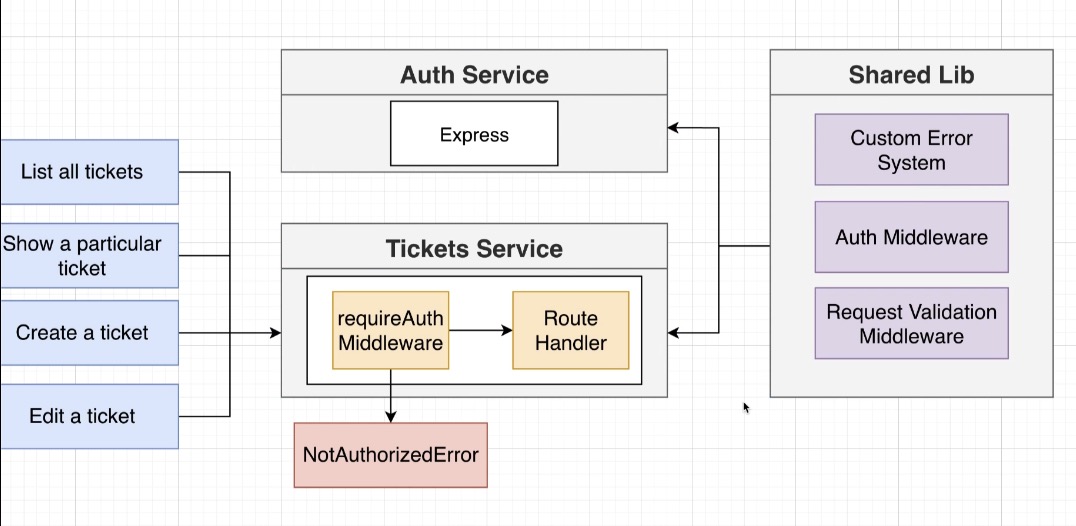 Auth Service
Express
Shared Lib
Custom Error
System
Auth Middleware
Request Validation
Middleware
List all tickets
Show a particular
ticket
Create a ticket
Edit a ticket
Tickets Service
requireAuth
Middleware
Route
Handler
NotAuthorizedError